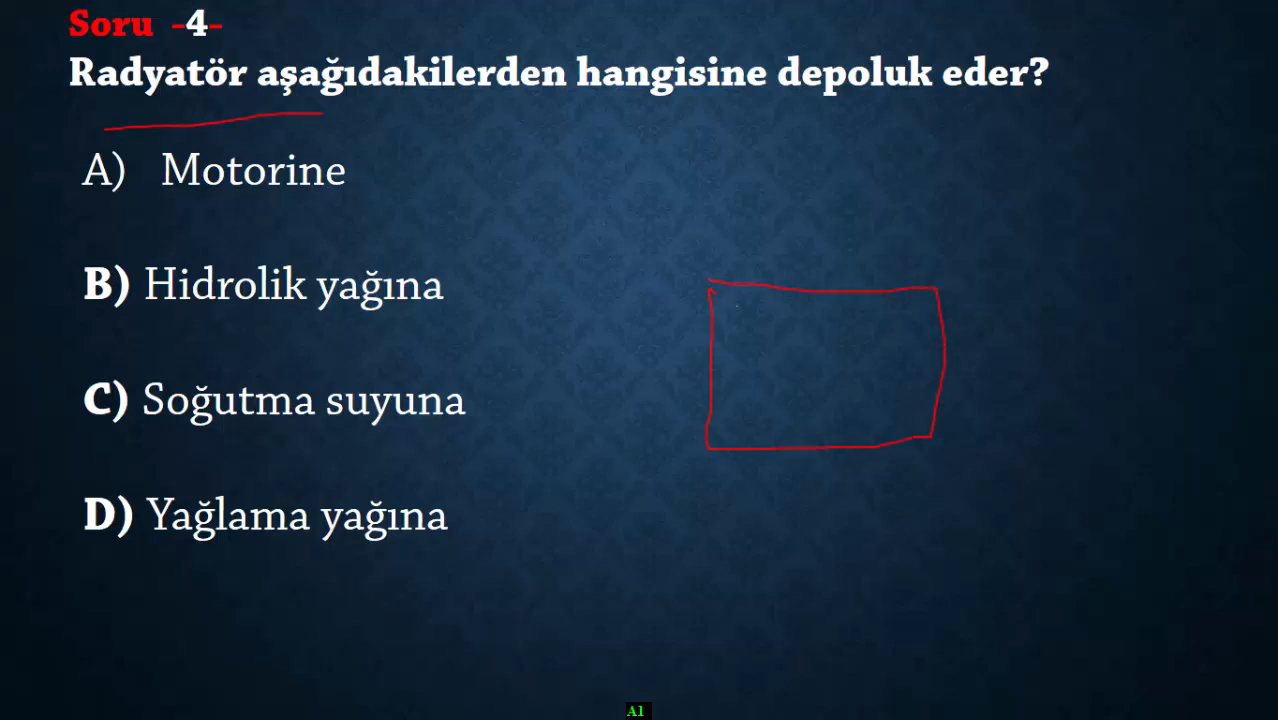 Soru -4-
Radyatör aşağıdakilerden hangisine depoluk eder?
A) Motorine
B) Hidrolik yağına
C) Soğutma suyuna
D) Yağlama yağına
A1